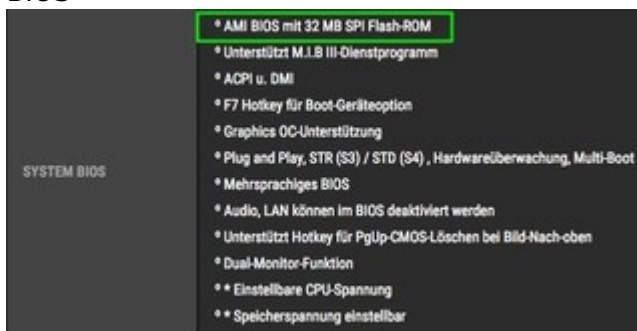 BIOS
° AMI BIOS mit 32 MB SPI Flash-ROM
° Unterstützt M.I.B III-Dienstprogramm
° ACPI u. DMI
° F7 Hotkey für Boot-Geräteoption
° Graphics OC-Unterstützung
° Plug and Play, STR (S3) / STD (S4) , Hardwareüberwachung, Multi-Boot
SYSTEM BIOS
° Mehrsprachiges BIOS
° Audio, LAN können im BIOS deaktiviert werden
° Unterstützt Hotkey für PgUp-CMOS-Löschen bei Bild-Nach-oben
° Dual-Monitor-Funktion
° * Einstellbare CPU-Spannung
° * Speicherspannung einstellbar